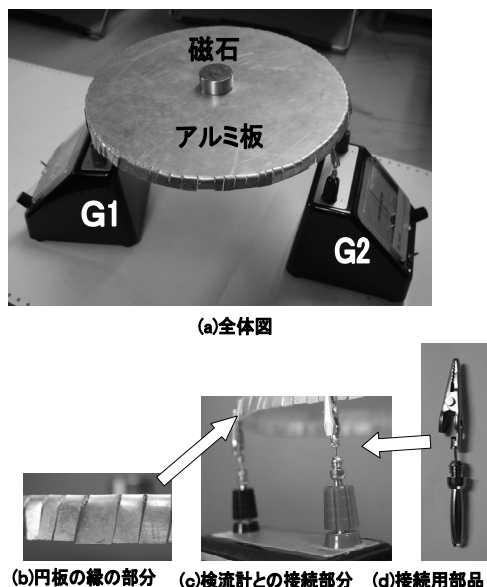 磁石
アルミ板
G1
G2
(a)全体図
(b)円板の縁の部分
(c)検流計との接続部分
(d)接続用部品